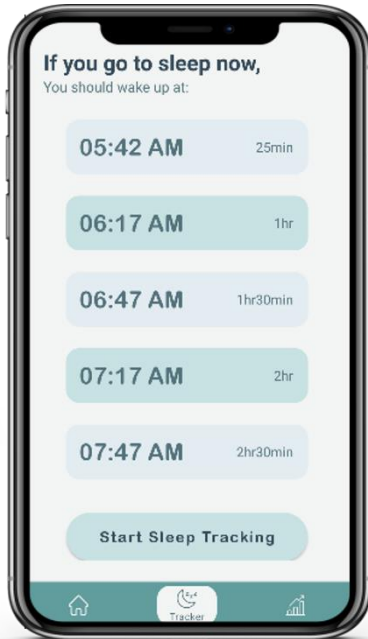 If you go to sleep now,
You should wake up at:
05:42 AM 25min
06:17 AM 1hr
06:47 AM 1hr30min
07:17 AM 2hr
07:47 AM 2hr30min
Start Sleep Tracking
Tracker